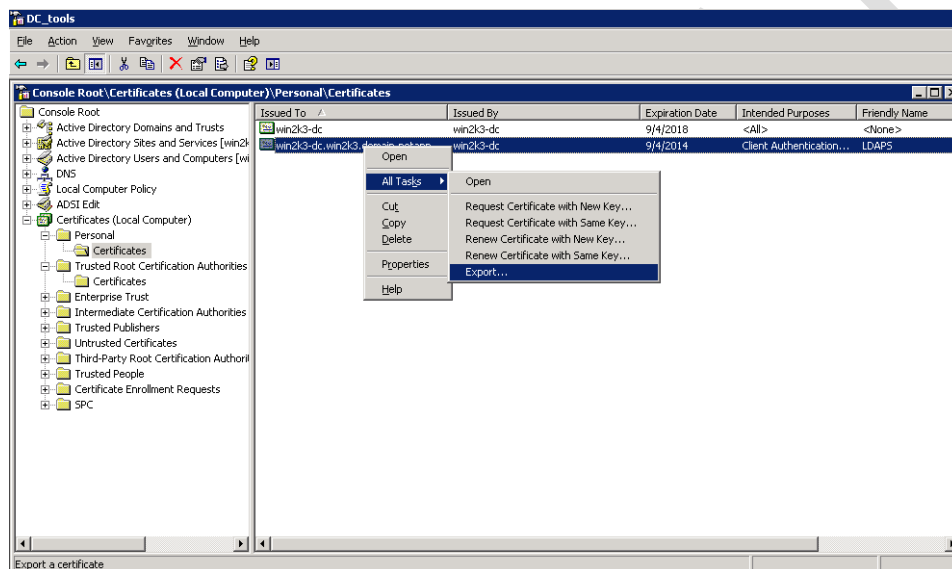 DC_tools
File Action View Favorites Window Help
Console Root\Certificates (Local Computer)\Personal\Certificates
Console Root
Active Directory Domains and Trusts
Active Directory Sites and Services [win2k
Active Directory Users and Computers [wi
DNS
Local Computer Policy
ADSI Edit
Certificates (Local Computer)
Personal
Certificates
Trusted Root Certification Authorities
Certificates
Enterprise Trust
Intermediate Certification Authorities
Trusted Publishers
Untrusted Certificates
Third-Party Root Certification Authorit
Trusted People
Certificate Enrollment Requests
SPC
Issued To Issued By Expiration Date Intended Purposes Friendly Name
win2k3-dc win2k3-dc 9/4/2018 <All> <None>
win2k3-dc.win2k3.domain.netapp win2k3-dc 9/4/2014 Client Authentication... LDAPS
Open
All Tasks
Cut
Copy
Delete
Properties
Help
Open
Request Certificate with New Key...
Request Certificate with Same Key...
Renew Certificate with New Key...
Renew Certificate with Same Key...
Export...
Export a certificate